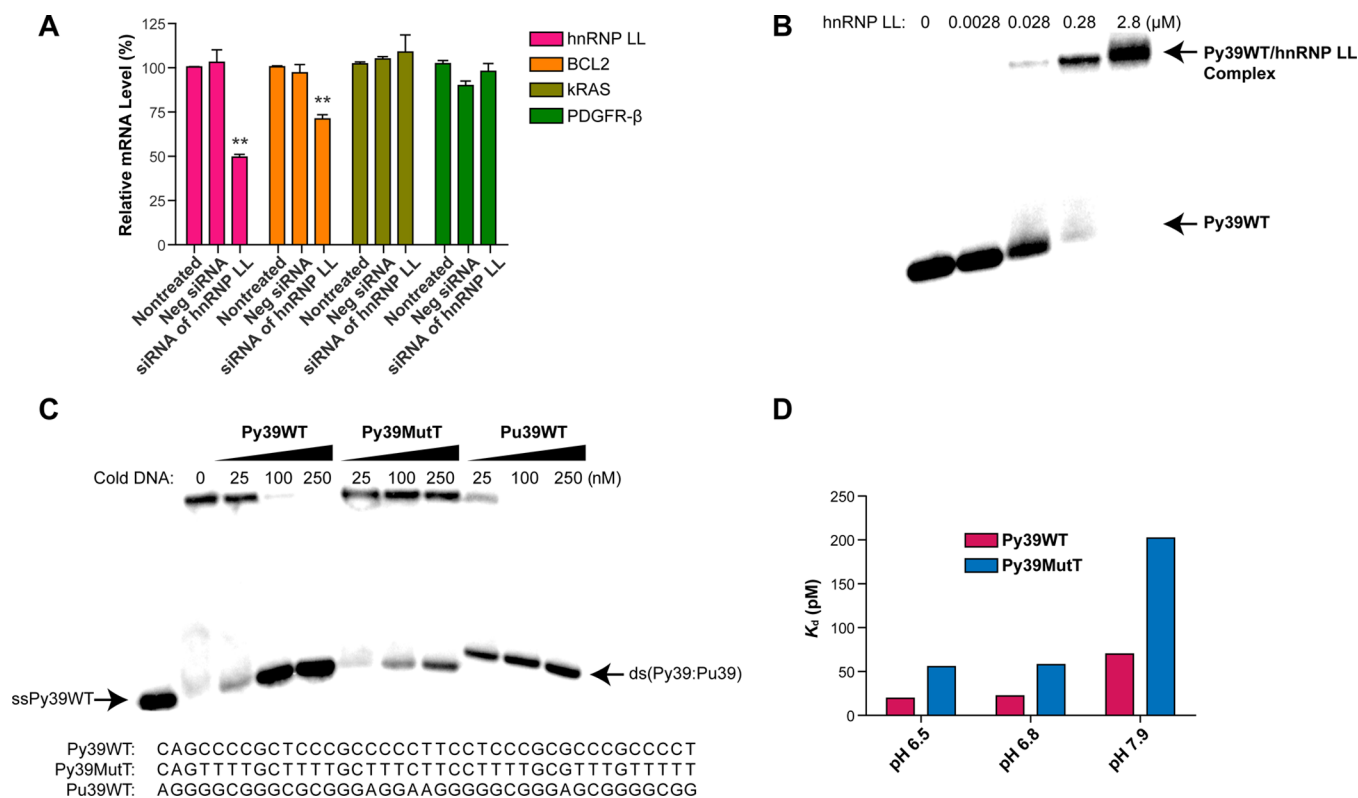 A
Relative mRNA Level (%)
125
100
75
50
25
0
**
**
hnRNP LL
BCL2
kRAS
PDGFR-β
Nontreated
Neg siRNA
siRNA of hnRNP LL
Nontreated
Neg siRNA
siRNA of hnRNP LL
Nontreated
Neg siRNA
siRNA of hnRNP LL
Nontreated
Neg siRNA
siRNA of hnRNP LL
B
hnRNP LL: 0 0.0028 0.028 0.28 2.8 (µM)
Py39WT/hnRNP LL
Complex
Py39WT
C
Py39WT Py39MutT Pu39WT
Cold DNA: 0 25 100 250 25 100 250 25 100 250 (nM)
ssPy39WT
ds(Py39:Pu39)
Py39WT: CAGCCCCGCTCCCGCCCCCTTCCTCCCGCGCCCGCCCCT
Py39MutT: CAGTTTTGCTTTTGCTTTCTTCCTTTTGCGTTTGTTTTT
Pu39WT: AGGGGCGGGCGCGGGAGGAAGGGGGCGGGAGCGGGGCGG
D
Kd (pM)
250
200
150
100
50
0
Py39WT
Py39MutT
pH 6.5
pH 6.8
pH 7.9